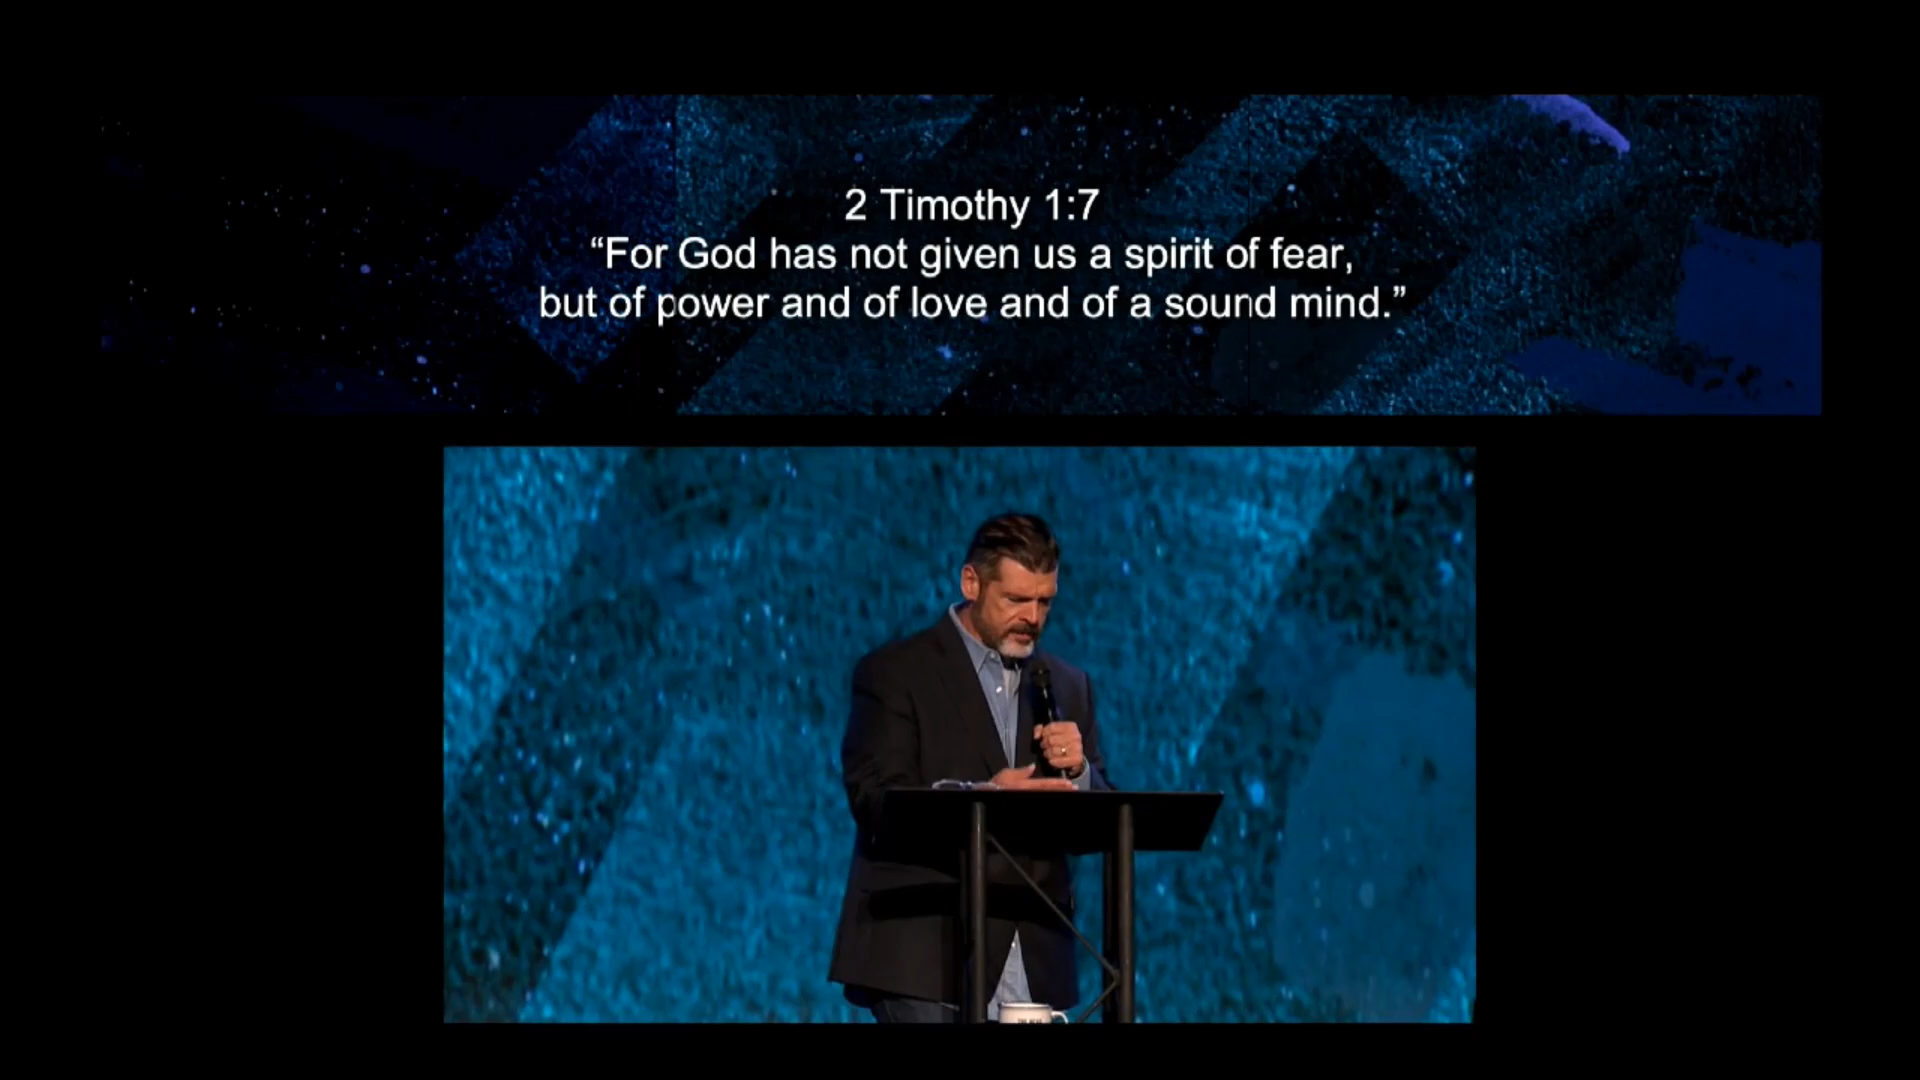 2 Timothy 1:7
“For God has not given us a spirit of fear,
but of power and of love and of a sound mind.”